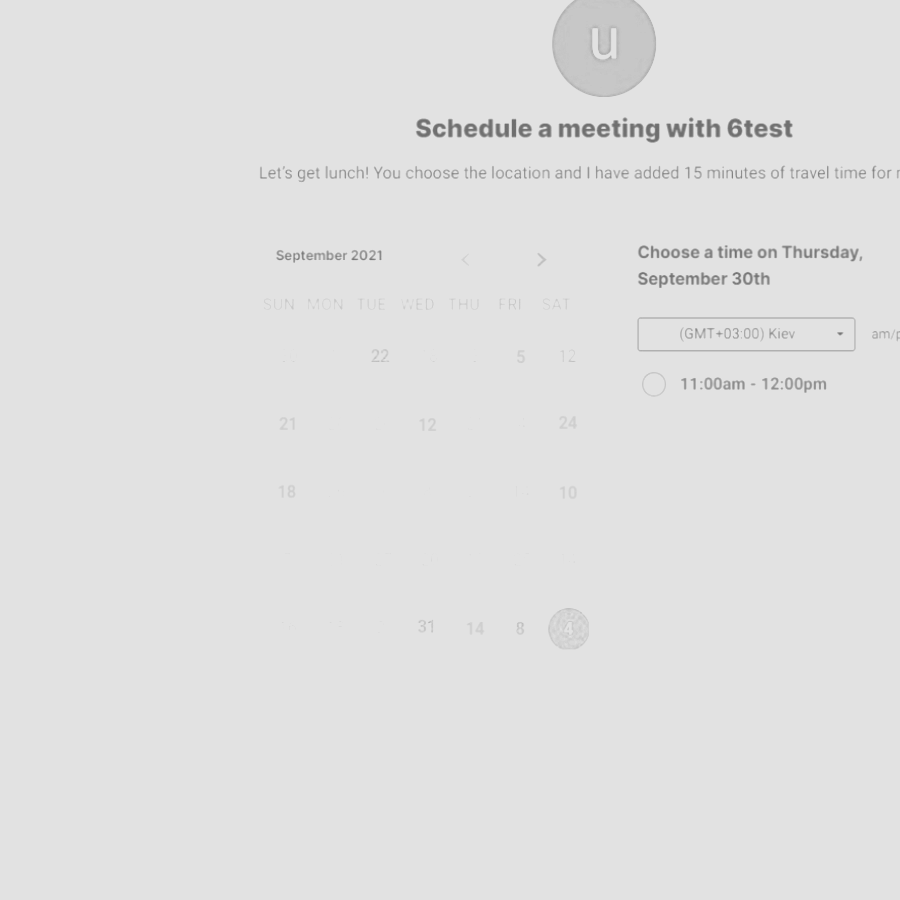 u
Schedule a meeting with 6test
Let's get lunch! You choose the location and I have added 15 minutes of travel time for
September 2021
< >
Choose a time on Thursday,
September 30th
SUN MON TUE WED THU FRI SAT
(GMT+03:00) Kiev
am/p
22 5 12
11:00am - 12:00pm
21 12 24
18 10
31 14 8 4